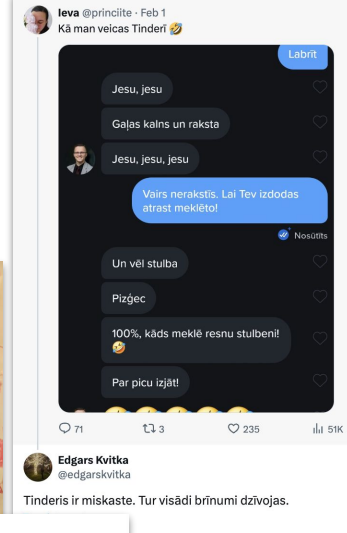 Ieva @princiite · Feb 1
Kā man veicas Tinderī 🤣
Labrīt
Jesu, jesu
Gaļas kalns un raksta
Jesu, jesu, jesu
Vairs nerakstīs. Lai Tev izdodas
atrast meklēto!
Nosūtīts
Un vēl stulba
Pizģec
100%, kāds meklē resnu stulbeni!
🤣
Par picu izjāt!
71 3 235 51K
Edgars Kvitka
@edgarskvitka
Tinderis ir miskaste. Tur visādi brīnumi dzīvojas.